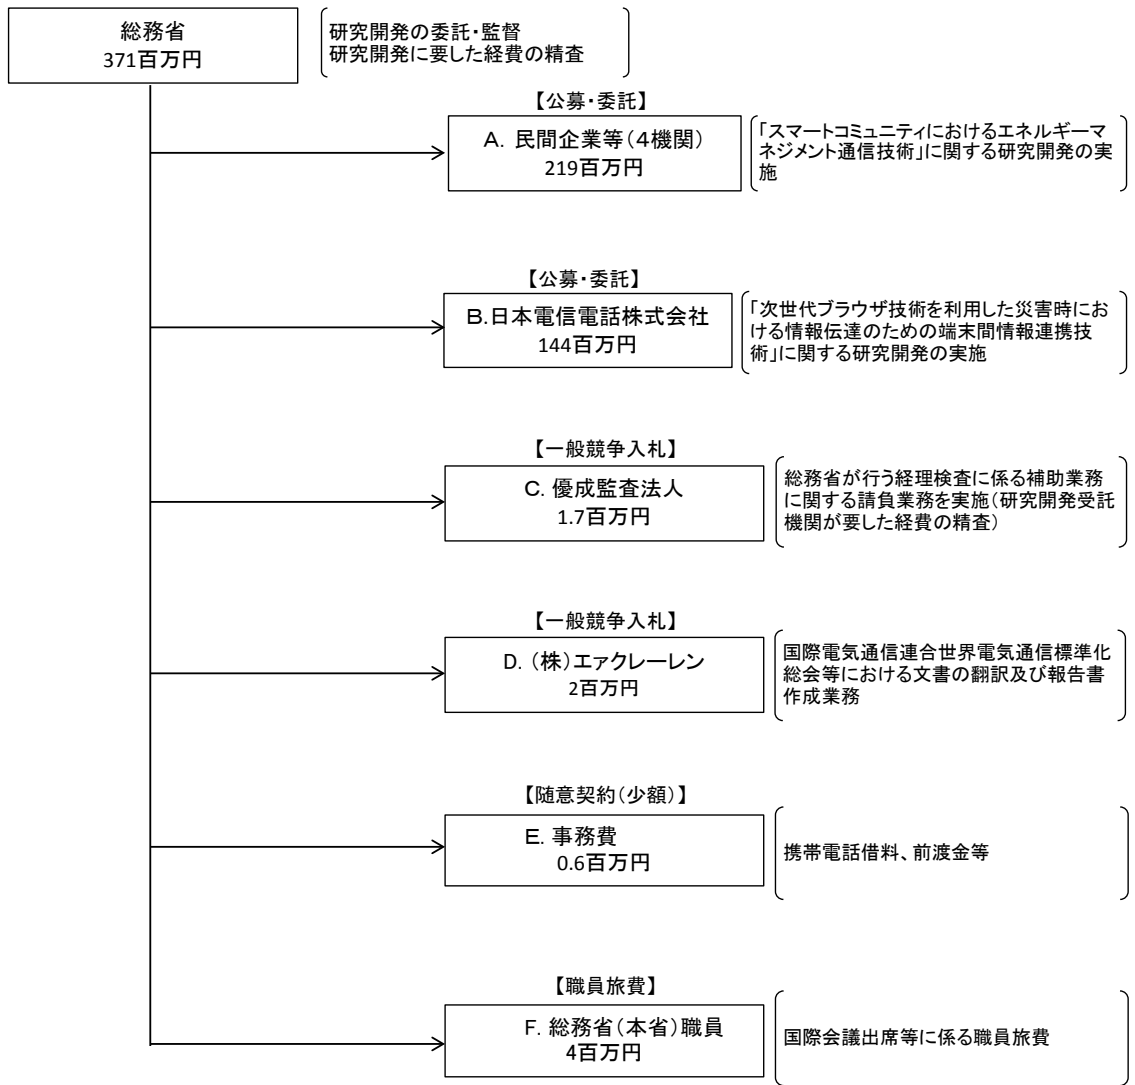 総務省
371百万円
研究開発の委託・監督
研究開発に要した経費の精査
【公募・委託】
A. 民間企業等(4機関)
219百万円
「スマートコミュニティにおけるエネルギーマ
ネジメント通信技術」に関する研究開発の実
施
【公募・委託】
B.日本電信電話株式会社
144百万円
「次世代ブラウザ技術を利用した災害時にお
ける情報伝達のための端末間情報連携技
術」に関する研究開発の実施
【一般競争入札】
C. 優成監査法人
1.7百万円
総務省が行う経理検査に係る補助業務
に関する請負業務を実施(研究開発受託
機関が要した経費の精査)
【一般競争入札】
D. (株)エァクレーレン
2百万円
国際電気通信連合世界電気通信標準化
総会等における文書の翻訳及び報告書
作成業務
【随意契約(少額)】
E. 事務費
0.6百万円
携帯電話借料、前渡金等
【職員旅費】
F. 総務省(本省)職員
4百万円
国際会議出席等に係る職員旅費